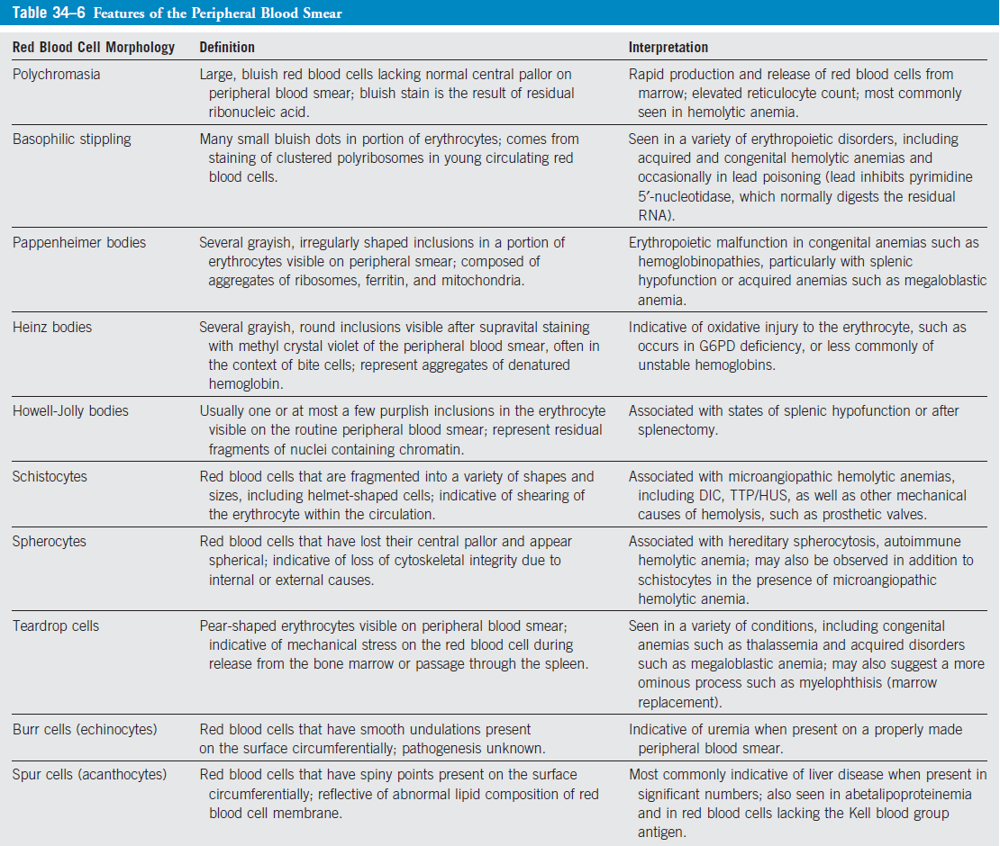 Table 34–6 Features of the Peripheral Blood Smear
Red Blood Cell Morphology Definition Interpretation
Polychromasia
Large, bluish red blood cells lacking normal central pallor on
peripheral blood smear; bluish stain is the result of residual
ribonucleic acid.
Rapid production and release of red blood cells from
marrow; elevated reticulocyte count; most commonly
seen in hemolytic anemia.
Basophilic stippling
Many small bluish dots in portion of erythrocytes; comes from
staining of clustered polyribosomes in young circulating red
blood cells.
Seen in a variety of erythropoietic disorders, including
acquired and congenital hemolytic anemias and
occasionally in lead poisoning (lead inhibits pyrimidine
5′-nucleotidase, which normally digests the residual
RNA).
Pappenheimer bodies
Several grayish, irregularly shaped inclusions in a portion of
erythrocytes visible on peripheral smear; composed of
aggregates of ribosomes, ferritin, and mitochondria.
Erythropoietic malfunction in congenital anemias such as
hemoglobinopathies, particularly with splenic
hypofunction or acquired anemias such as megaloblastic
anemia.
Heinz bodies
Several grayish, round inclusions visible after supravital staining
with methyl crystal violet of the peripheral blood smear, often in
the context of bite cells; represent aggregates of denatured
hemoglobin.
Indicative of oxidative injury to the erythrocyte, such as
occurs in G6PD deficiency, or less commonly of
unstable hemoglobins.
Howell-Jolly bodies
Usually one or at most a few purplish inclusions in the erythrocyte
visible on the routine peripheral blood smear; represent residual
fragments of nuclei containing chromatin.
Associated with states of splenic hypofunction or after
splenectomy.
Schistocytes
Red blood cells that are fragmented into a variety of shapes and
sizes, including helmet-shaped cells; indicative of shearing of
the erythrocyte within the circulation.
Associated with microangiopathic hemolytic anemias,
including DIC, TTP/HUS, as well as other mechanical
causes of hemolysis, such as prosthetic valves.
Spherocytes
Red blood cells that have lost their central pallor and appear
spherical; indicative of loss of cytoskeletal integrity due to
internal or external causes.
Associated with hereditary spherocytosis, autoimmune
hemolytic anemia; may also be observed in addition to
schistocytes in the presence of microangiopathic
hemolytic anemia.
Teardrop cells
Pear-shaped erythrocytes visible on peripheral blood smear;
indicative of mechanical stress on the red blood cell during
release from the bone marrow or passage through the spleen.
Seen in a variety of conditions, including congenital
anemias such as thalassemia and acquired disorders
such as megaloblastic anemia; may also suggest a more
ominous process such as myelophthisis (marrow
replacement).
Burr cells (echinocytes)
Red blood cells that have smooth undulations present
on the surface circumferentially; pathogenesis unknown.
Indicative of uremia when present on a properly made
peripheral blood smear.
Spur cells (acanthocytes)
Red blood cells that have spiny points present on the surface
circumferentially; reflective of abnormal lipid composition of red
blood cell membrane.
Most commonly indicative of liver disease when present in
significant numbers; also seen in abetalipoproteinemia
and in red blood cells lacking the Kell blood group
antigen.